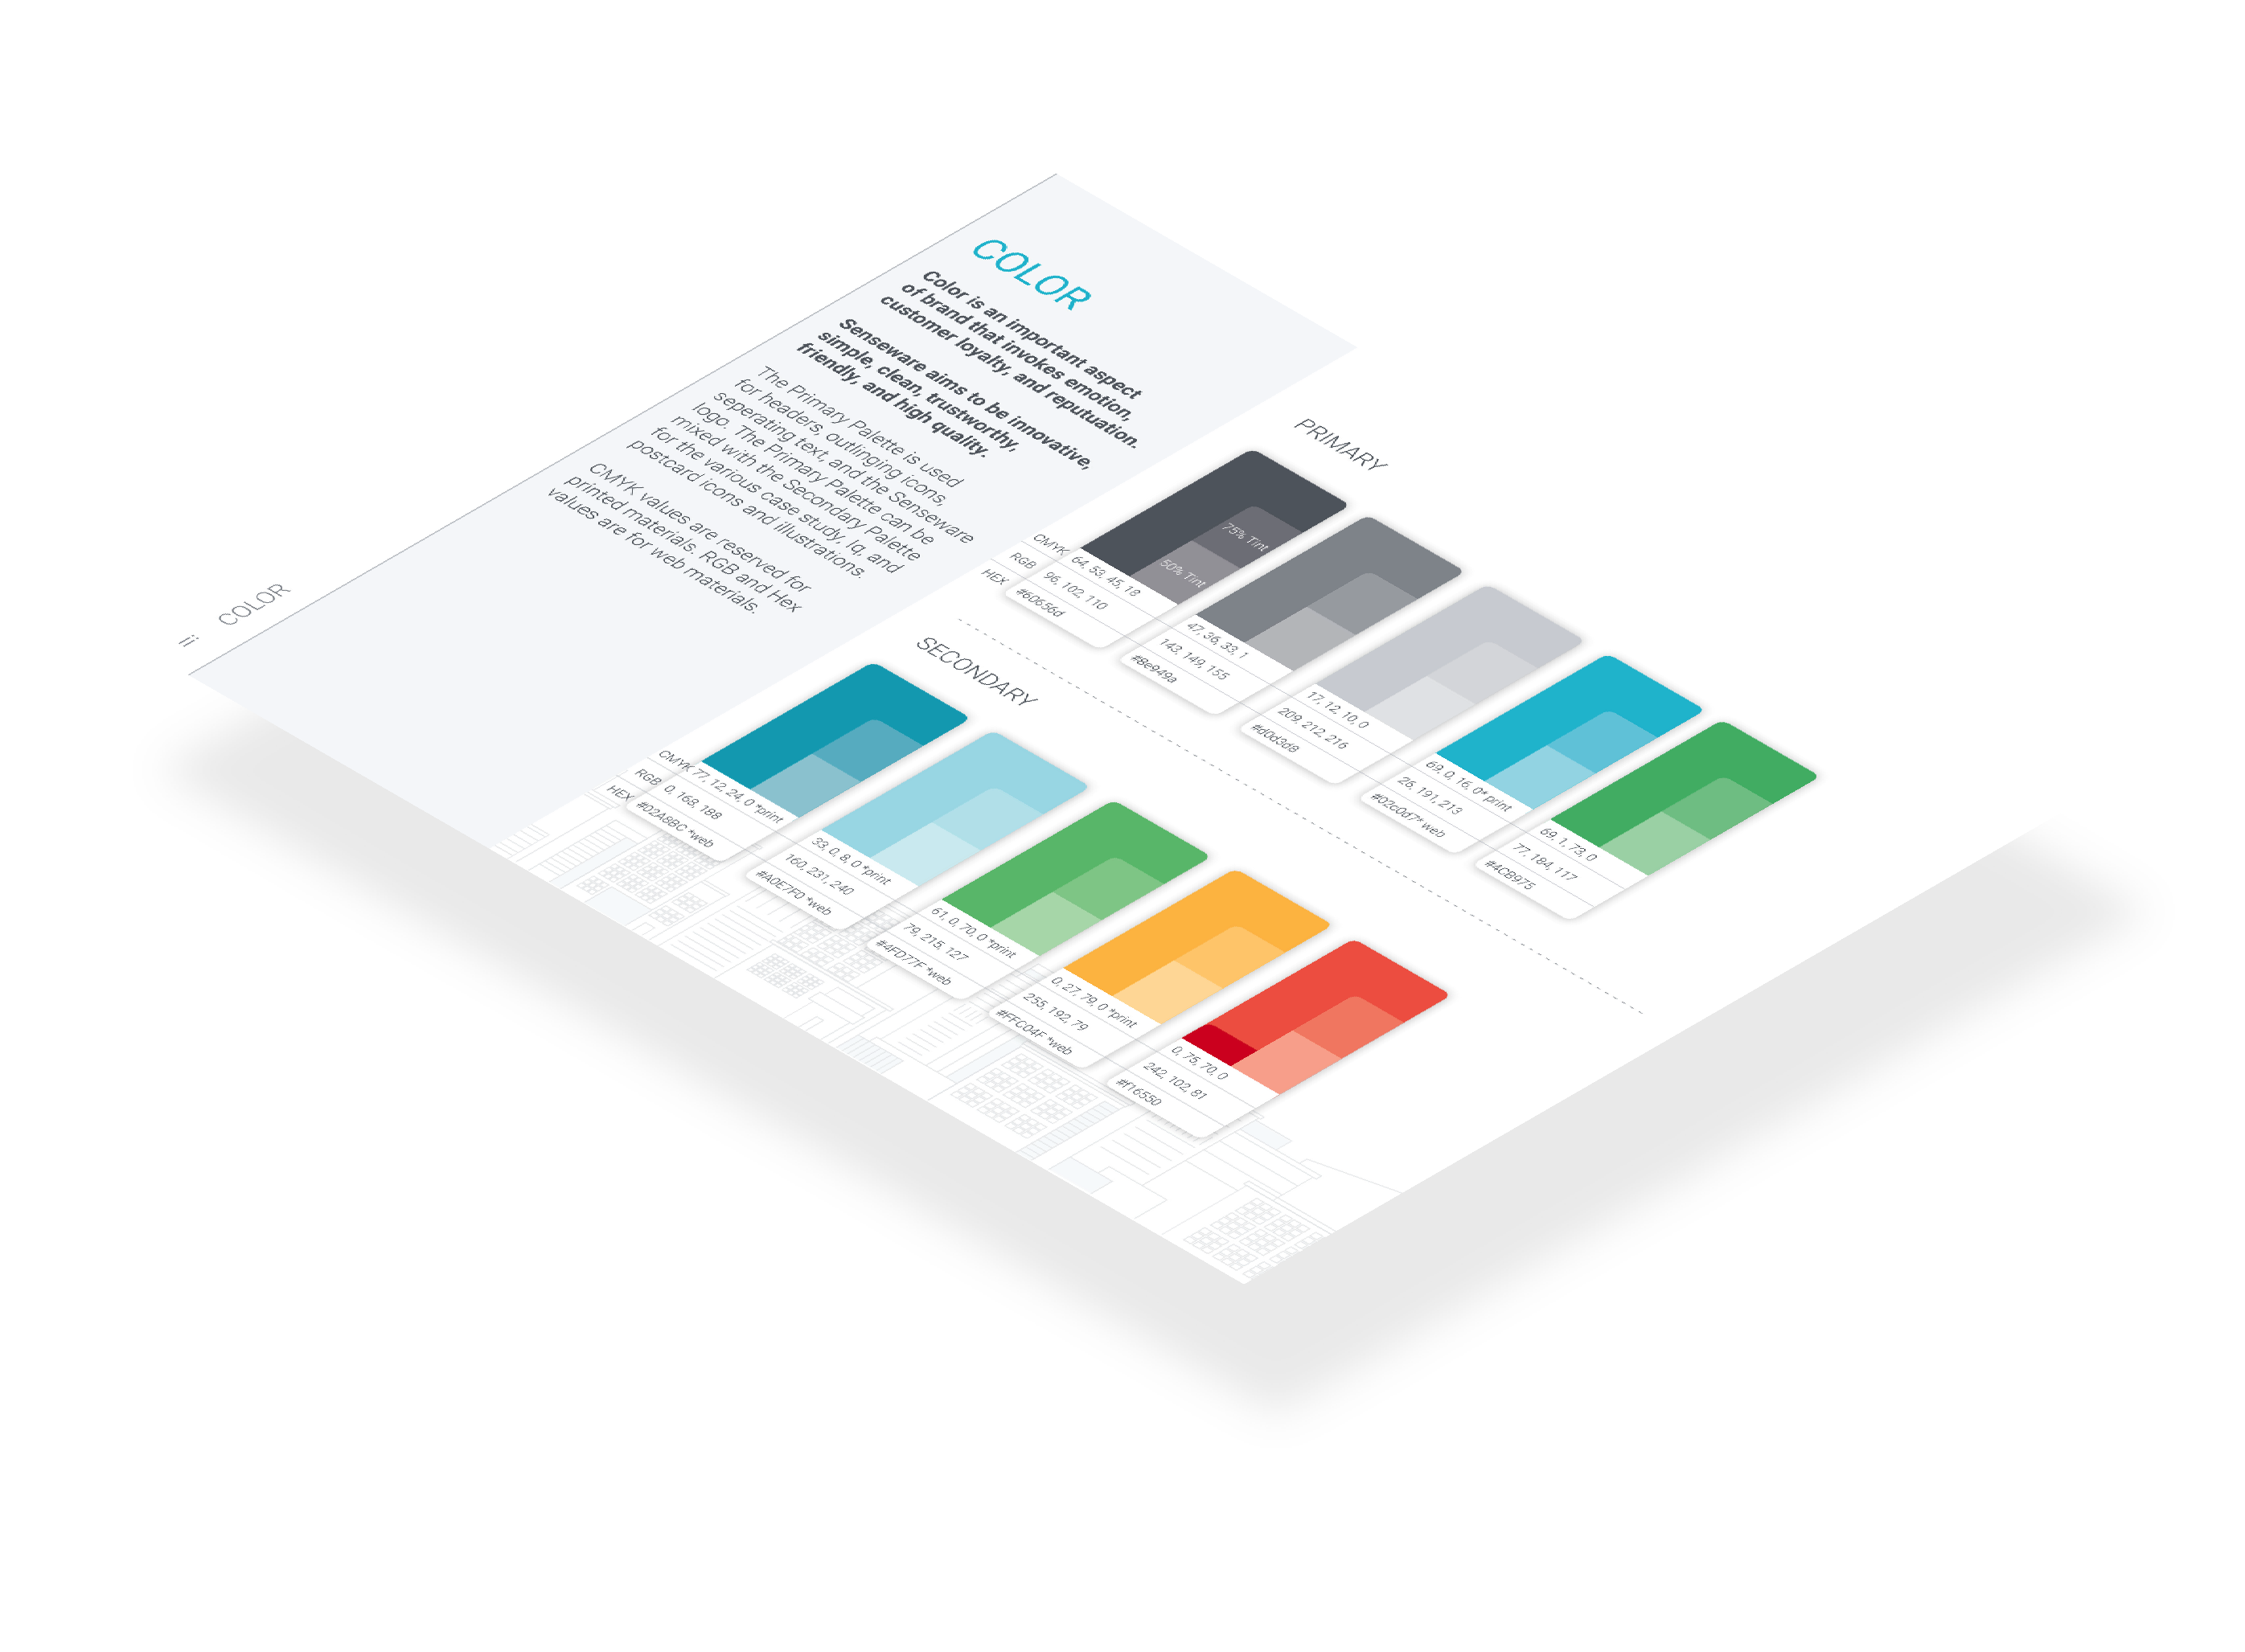 COLOR
Color is an important aspect
of brand that invokes emotion,
customer loyalty, and reputuation.
Senseware aims to be innovative,
simple, clean, trustworthy,
friendly, and high quality.
The Primary Palette is used
for headers, outlinging icons,
seperating text, and the Senseware
logo. The Primary Palette can be
mixed with the Secondary Palette
for the various case study, Iq, and
postcard icons and illustrations.
CMYK values are reserved for
printed materials. RGB and Hex
values are for web materials.
ii
COLOR
PRIMARY
75% Tint
50% Tint
CMYK
64, 53, 45, 18
47, 36, 33, 1
17, 12, 10, 0
69, 0, 16, 0* print
69, 1, 73, 0
RGB
96, 102, 110
143, 149, 155
209, 212, 216
26, 191, 213
77, 184, 117
HEX
#60656d
#8e949a
#d0d3d8
#02c0d7* web
#4CB975
SECONDARY
CMYK
77, 12, 24, 0 *print
33, 0, 8, 0 *print
61, 0, 70, 0 *print
0, 27, 79, 0 *print
0, 75, 70, 0
RGB
0, 168, 1B8
160, 231, 240
79, 215, 127
255, 192, 79
242, 102, 81
HEX
#02A8BC *web
#A0E7F0 *web
#4FD77F *web
#FFC04F *web
#f16550